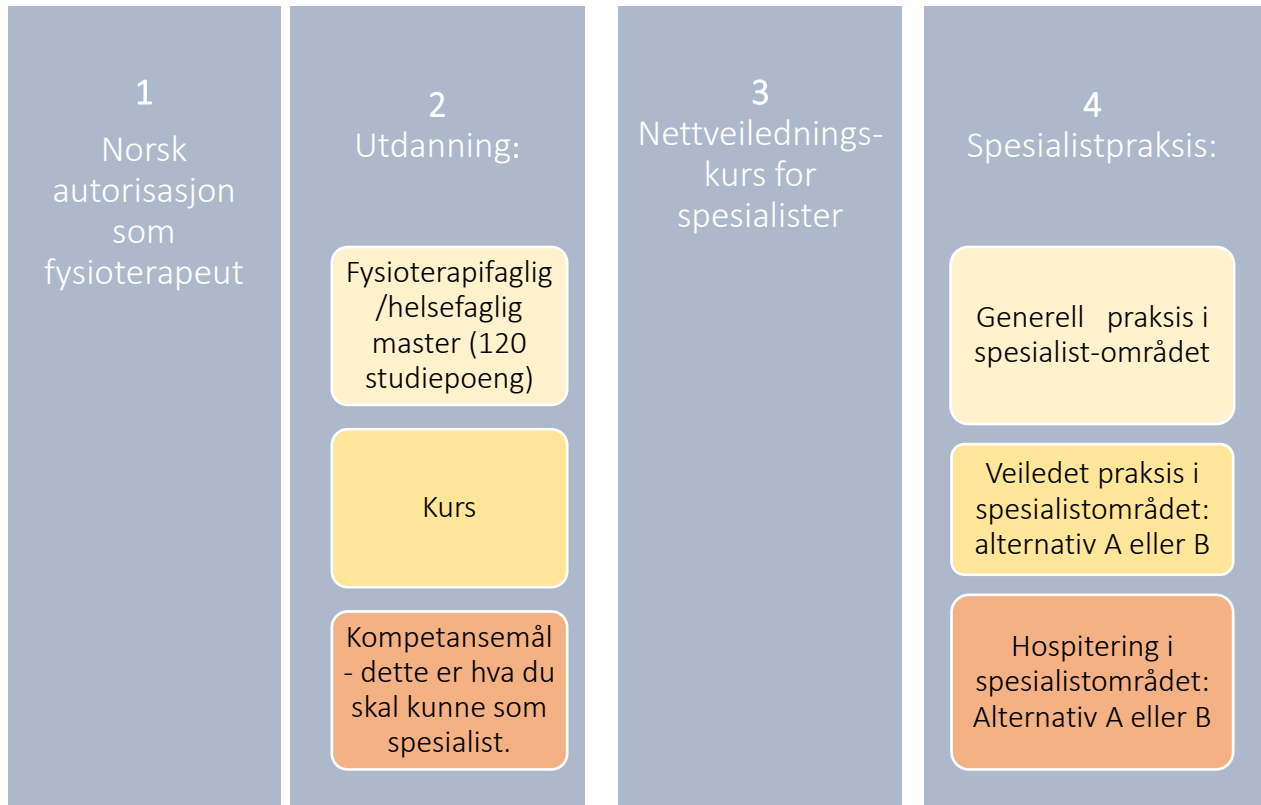 1
Norsk
autorisasjon
som
fysioterapeut
2
Utdanning:
Fysioterapifaglig
/helsefaglig
master (120
studiepoeng)
Kurs
Kompetansemål
- dette er hva du
skal kunne som
spesialist.
3
Nettveilednings-
kurs for
spesialister
4
Spesialistpraksis:
Generell praksis i
spesialist-området
Veiledet praksis i
spesialistområdet:
alternativ A eller B
Hospitering i
spesialistområdet:
Alternativ A eller B